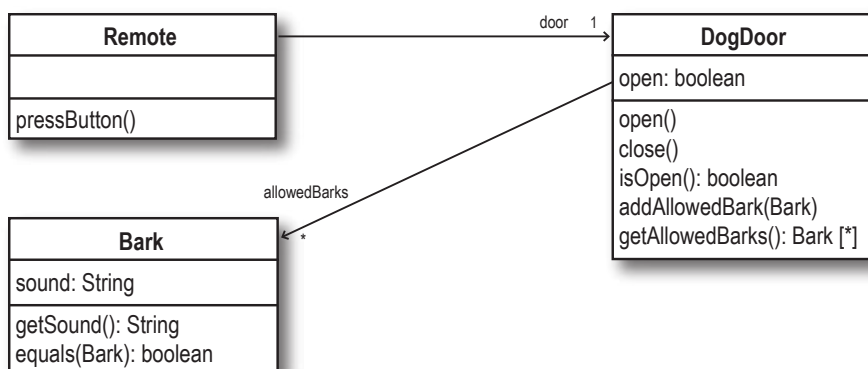 Remote
pressButton()
door 1
DogDoor
open: boolean
open()
close()
isOpen(): boolean
addAllowedBark(Bark)
getAllowedBarks(): Bark [*]
allowedBarks
*
Bark
sound: String
getSound(): String
equals(Bark): boolean